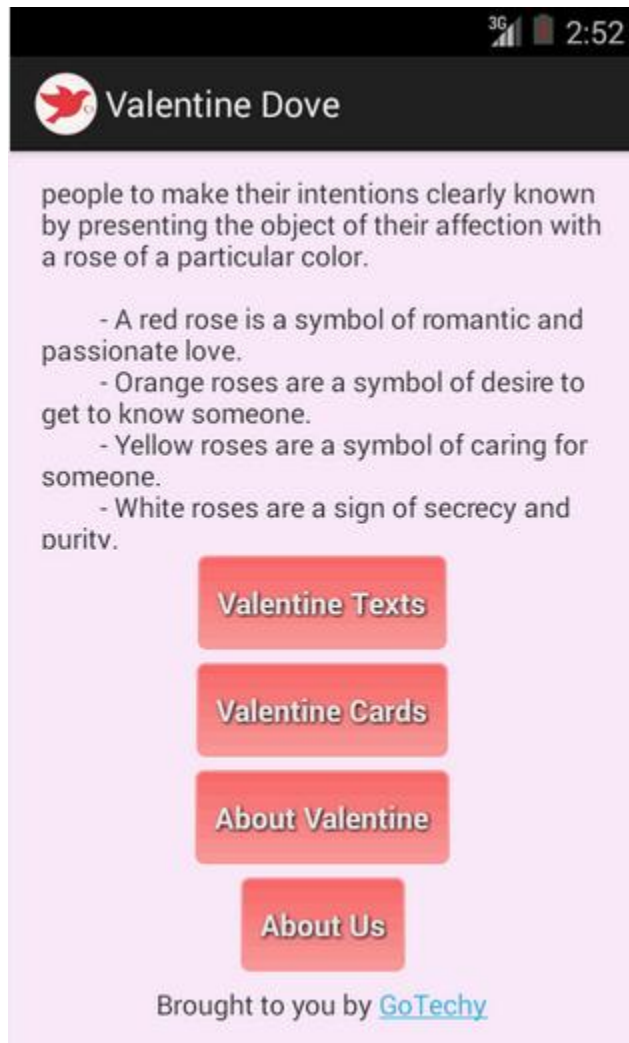 3G 2:52
Valentine Dove
people to make their intentions clearly known
by presenting the object of their affection with
a rose of a particular color.
- A red rose is a symbol of romantic and
passionate love.
- Orange roses are a symbol of desire to
get to know someone.
- Yellow roses are a symbol of caring for
someone.
- White roses are a sign of secrecy and
purity.
Valentine Texts
Valentine Cards
About Valentine
About Us
Brought to you by GoTechy